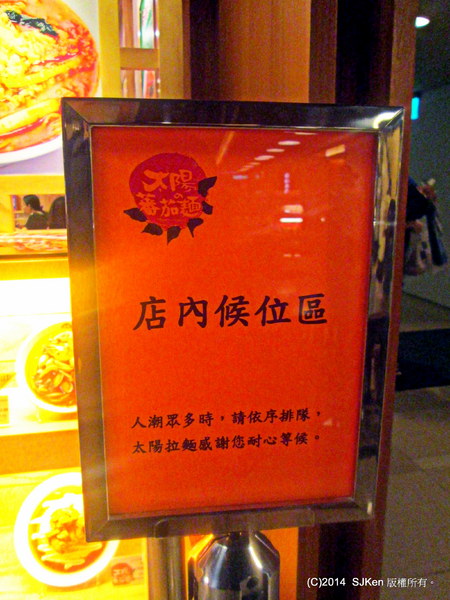 太陽の
蕃茄麵
店內候位區
人潮眾多時，請依序排隊，
太陽拉麵感謝您耐心等候。
(C)2014 SJKen 版權所有。